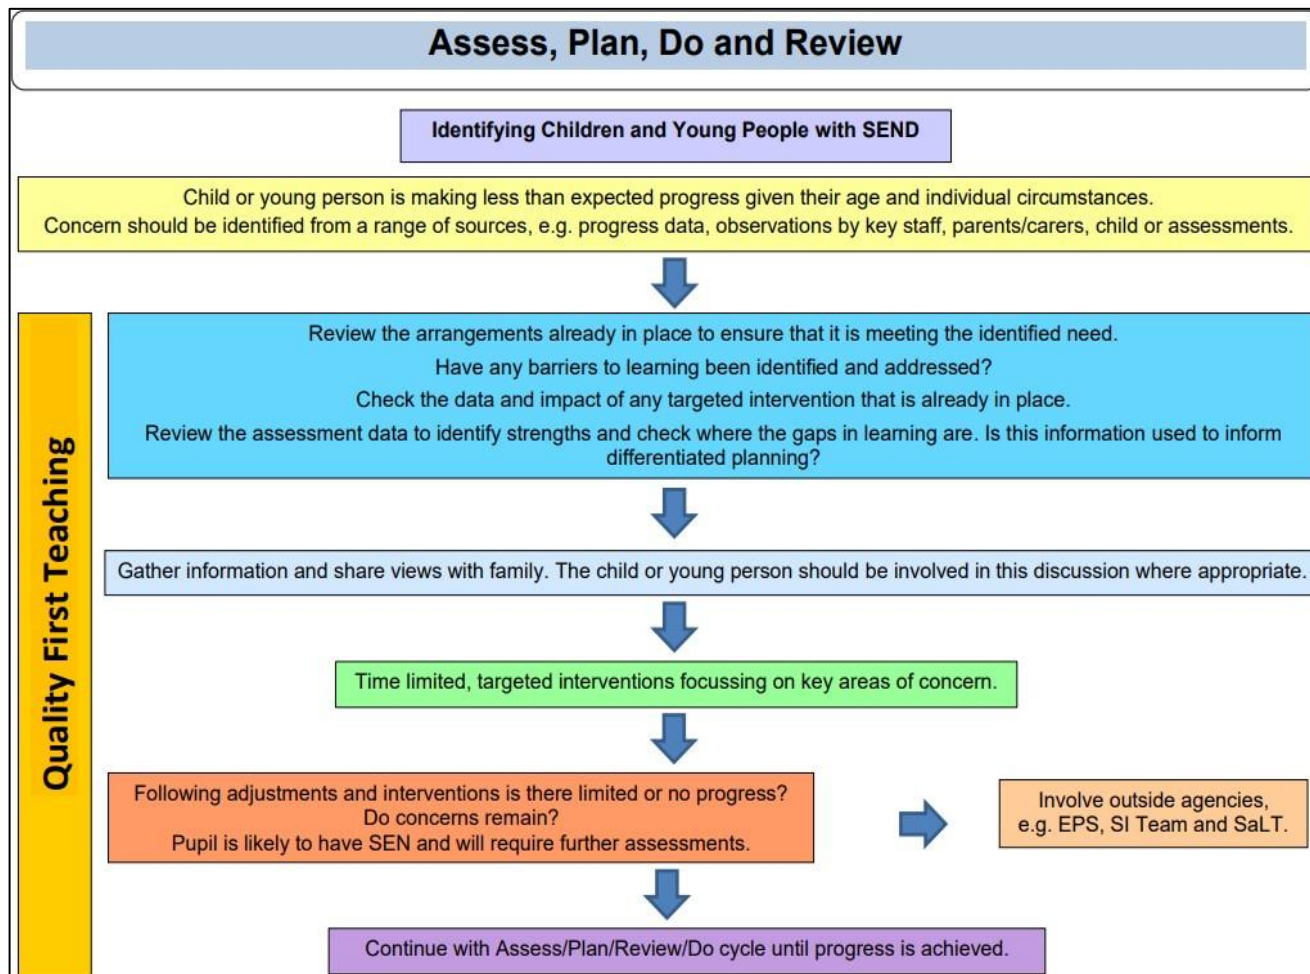 Assess, Plan, Do and Review
Identifying Children and Young People with SEND
Child or young person is making less than expected progress given their age and individual circumstances.
Concern should be identified from a range of sources, e.g. progress data, observations by key staff, parents/carers, child or assessments.
Quality First Teaching
Review the arrangements already in place to ensure that it is meeting the identified need.
Have any barriers to learning been identified and addressed?
Check the data and impact of any targeted intervention that is already in place.
Review the assessment data to identify strengths and check where the gaps in learning are. Is this information used to inform
differentiated planning?
Gather information and share views with family. The child or young person should be involved in this discussion where appropriate.
Time limited, targeted interventions focussing on key areas of concern.
Following adjustments and interventions is there limited or no progress?
Do concerns remain?
Pupil is likely to have SEN and will require further assessments.
Involve outside agencies,
e.g. EPS, SI Team and SaLT.
Continue with Assess/Plan/Review/Do cycle until progress is achieved.